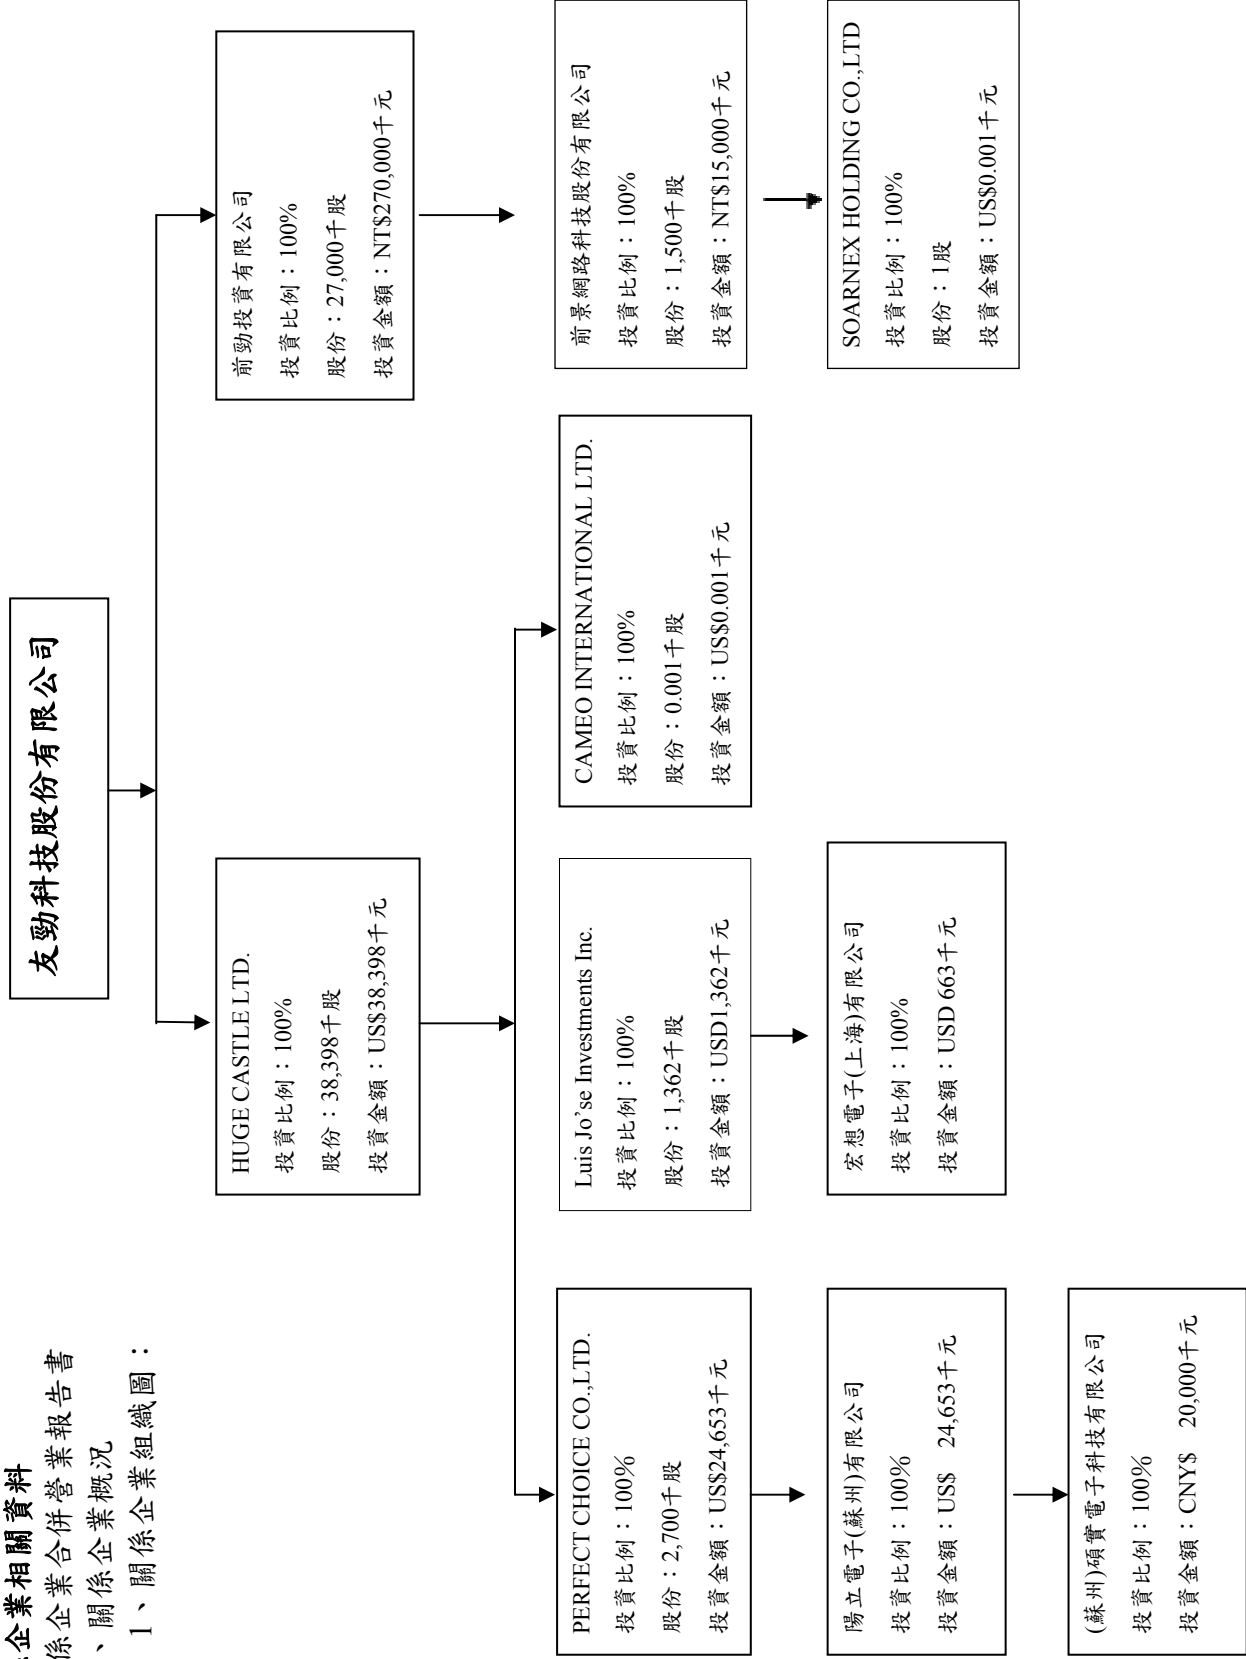 企業相關資料
係企業合併營業報告書
、關係企業概況
1、關係企業組織圖：
友勁科技股份有限公司
HUGE CASTLE LTD.
投資比例：100%
股份：38,398千股
投資金額：US$38,398千元
前勁投資有限公司
投資比例：100%
股份：27,000千股
投資金額：NT$270,000千元
PERFECT CHOICE CO.,LTD.
投資比例：100%
股份：2,700千股
投資金額：US$24,653千元
Luis Jo’se Investments Inc.
投資比例：100%
股份：1,362千股
投資金額：USD1,362千元
CAMEO INTERNATIONAL LTD.
投資比例：100%
股份：0.001千股
投資金額：US$0.001千元
前景網路科技股份有限公司
投資比例：100%
股份：1,500千股
投資金額：NT$15,000千元
陽立電子(蘇州)有限公司
投資比例：100%
投資金額：US$ 24,653千元
宏想電子(上海)有限公司
投資比例：100%
投資金額：USD 663千元
SOARNEX HOLDING CO.,LTD
投資比例：100%
股份：1股
投資金額：US$0.001千元
(蘇州)碩實電子科技有限公司
投資比例：100%
投資金額：CNY$ 20,000千元